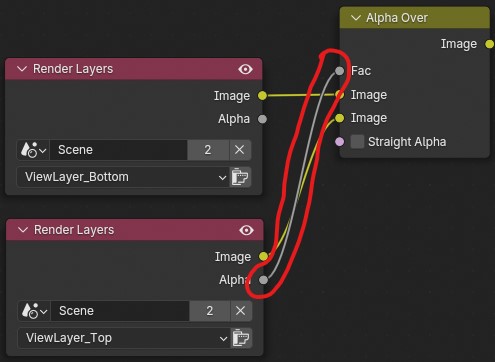 Alpha Over
Image
Fac
Image
Image
Straight Alpha
Render Layers
Image
Alpha
Scene 2
ViewLayer_Bottom
Render Layers
Image
Alpha
Scene 2
ViewLayer_Top